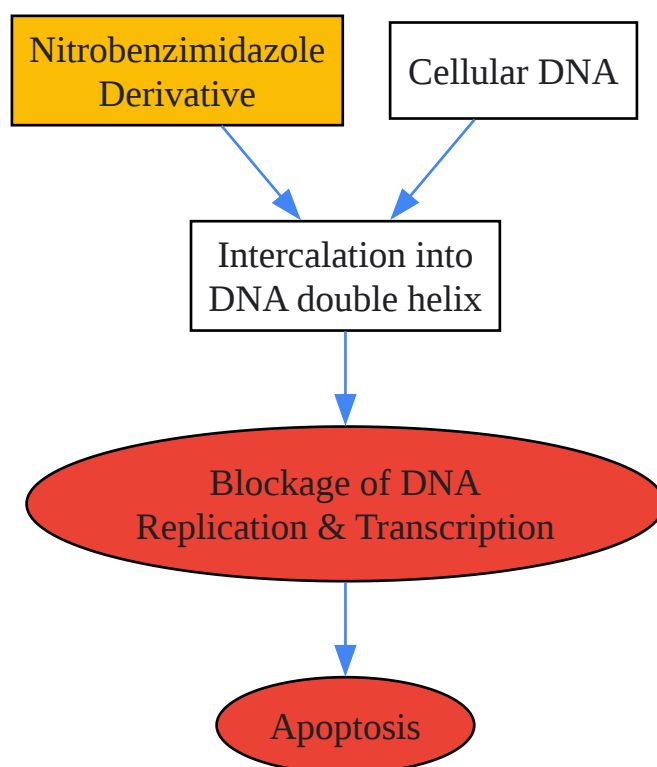 Nitrobenzimidazole
Derivative
Cellular DNA
Intercalation into
DNA double helix
Blockage of DNA
Replication & Transcription
Apoptosis